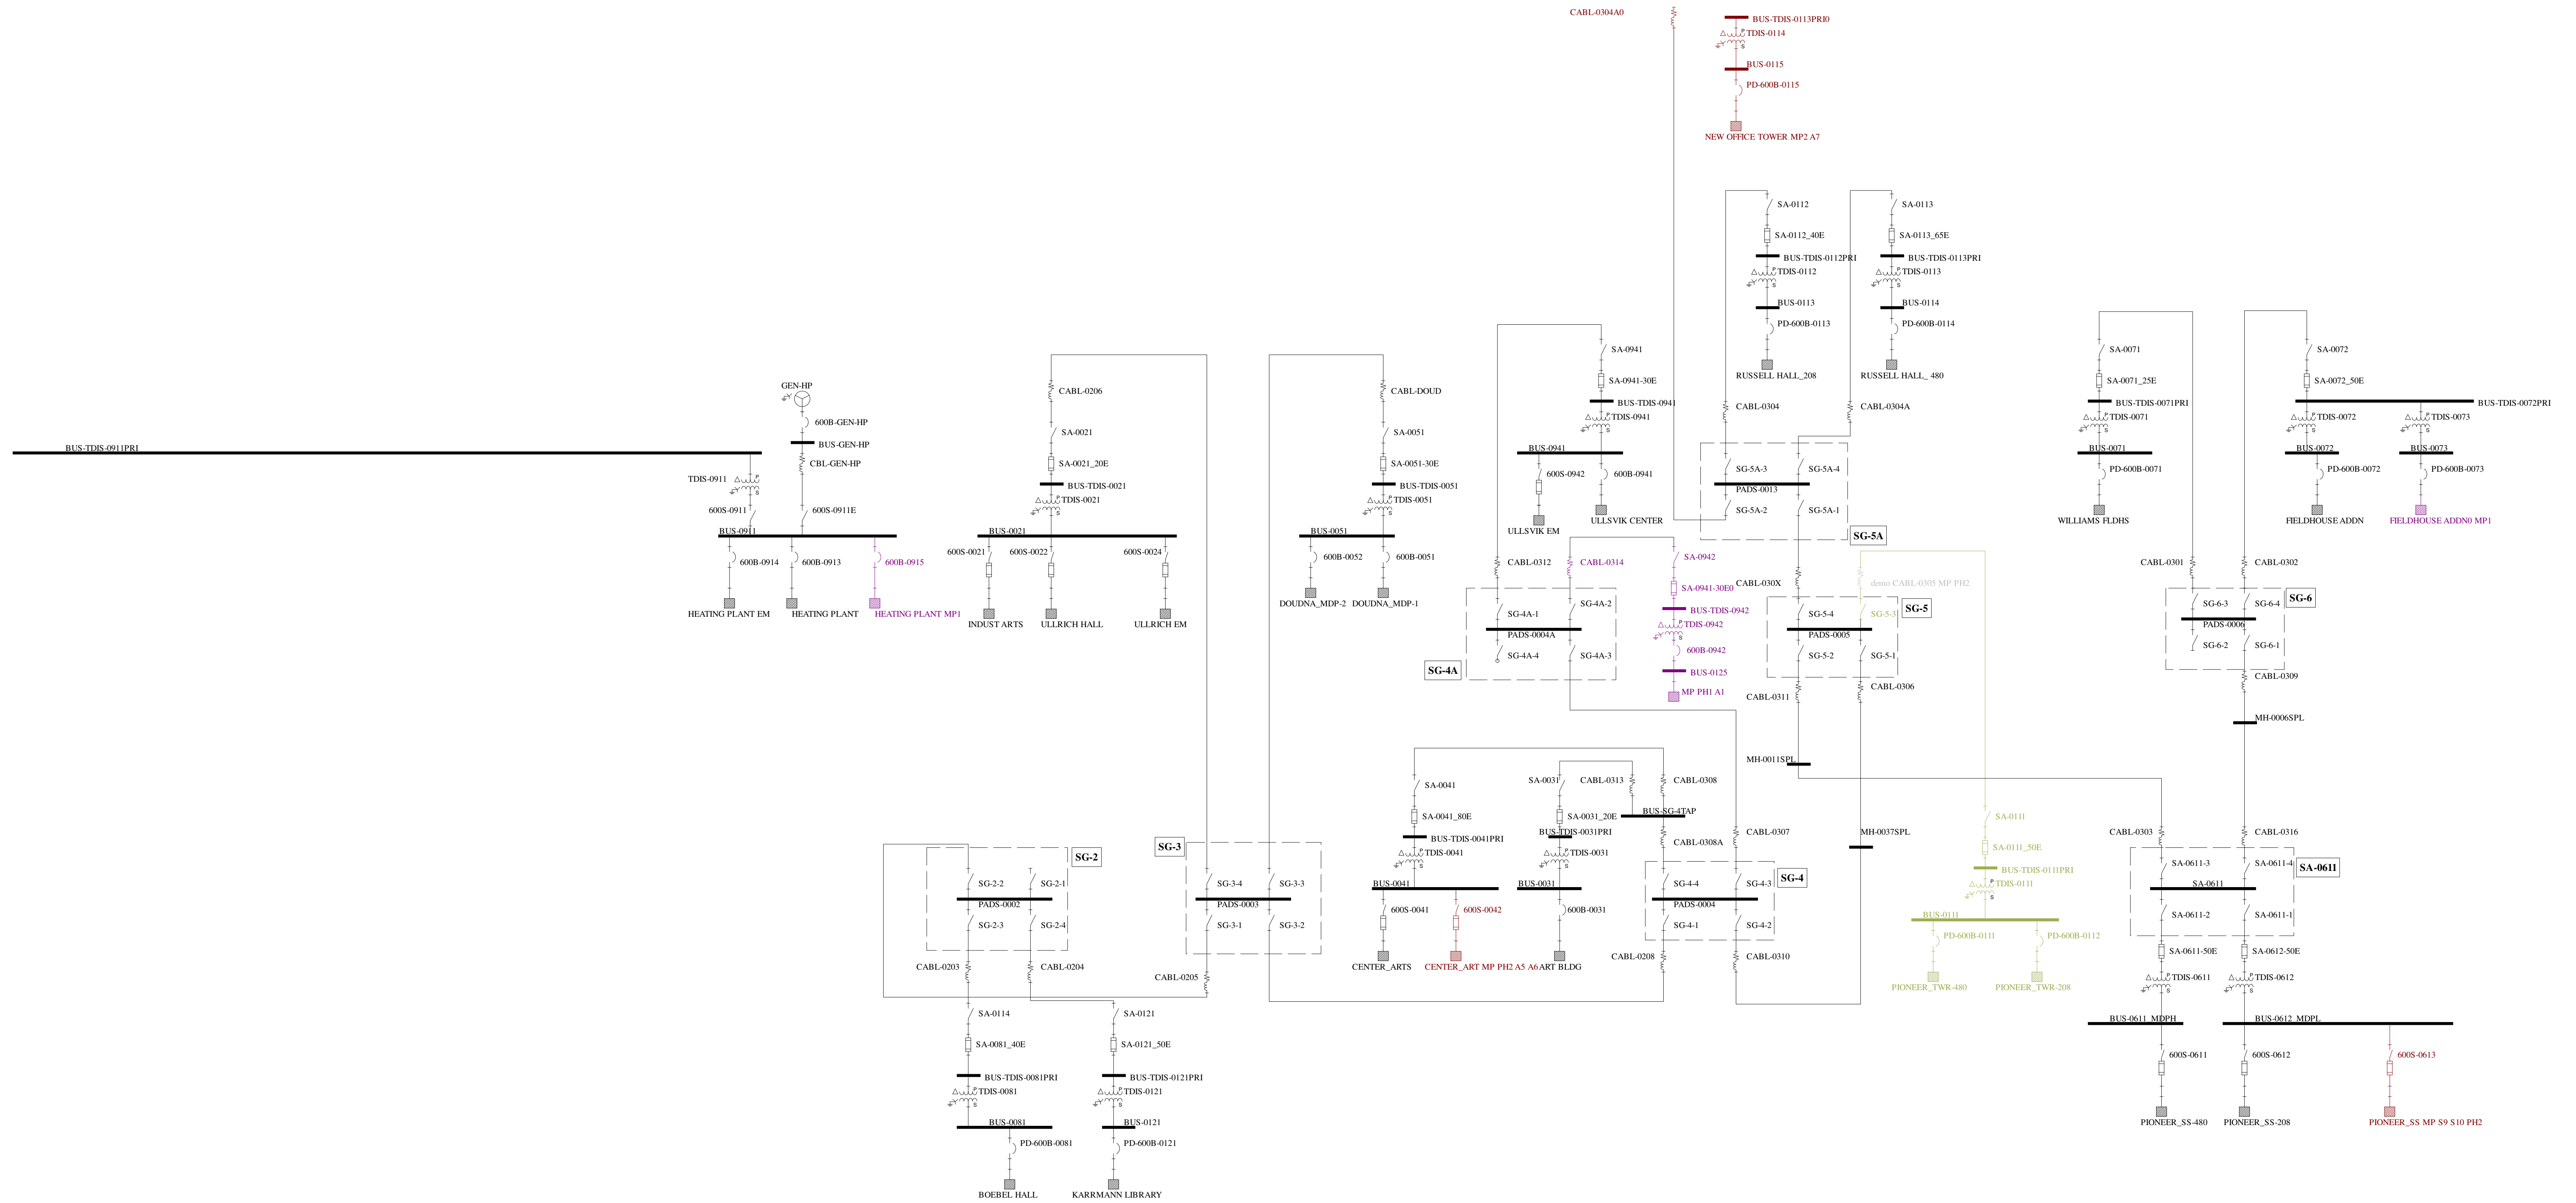 CABL-0304A0
BUS-TDIS-0113PRI0
P
TDIS-0114
S
BUS-0115
PD-600B-0115
NEW OFFICE TOWER MP2 A7
SA-0112
SA-0112_40E
BUS-TDIS-0112PRI
P
TDIS-0112
S
BUS-0113
PD-600B-0113
RUSSELL HALL_208
CABL-0304
SA-0113
SA-0113_65E
BUS-TDIS-0113PRI
P
TDIS-0113
S
BUS-0114
PD-600B-0114
RUSSELL HALL_ 480
CABL-0304A
SG-5A-3
SG-5A-4
PADS-0013
SG-5A-2
SG-5A-1
SG-5A
BUS-TDIS-0911PRI
TDIS-0911
P
S
600S-0911
GEN-HP
600B-GEN-HP
BUS-GEN-HP
CBL-GEN-HP
600S-0911E
BUS-0911
600B-0914
600B-0913
600B-0915
HEATING PLANT EM
HEATING PLANT
HEATING PLANT MP1
CABL-0206
SA-0021
SA-0021_20E
BUS-TDIS-0021
P
TDIS-0021
S
BUS-0021
600S-0021
600S-0022
600S-0024
INDUST ARTS
ULLRICH HALL
ULLRICH EM
CABL-DOUD
SA-0051
SA-0051-30E
BUS-TDIS-0051
P
TDIS-0051
S
BUS-0051
600B-0052
600B-0051
DOUDNA_MDP-2
DOUDNA_MDP-1
SA-0941
SA-0941-30E
BUS-TDIS-0941
P
TDIS-0941
S
BUS-0941
600S-0942
600B-0941
ULLSVIK EM
ULLSVIK CENTER
CABL-0312
CABL-0314
SG-4A-1
SG-4A-2
PADS-0004A
SG-4A-4
SG-4A-3
SG-4A
SA-0942
SA-0941-30E0
BUS-TDIS-0942
P
TDIS-0942
S
600B-0942
BUS-0125
MP PH1 A1
CABL-030X
demo CABL-0305 MP PH2
SG-5-4
SG-5-3
PADS-0005
SG-5-2
SG-5-1
SG-5
CABL-0311
CABL-0306
MH-0011SPL
MH-0037SPL
SA-0071
SA-0071_25E
BUS-TDIS-0071PRI
P
TDIS-0071
S
BUS-0071
PD-600B-0071
WILLIAMS FLDHS
SA-0072
SA-0072_50E
BUS-TDIS-0072PRI
P
TDIS-0072
S
P
TDIS-0073
S
BUS-0072
BUS-0073
PD-600B-0072
PD-600B-0073
FIELDHOUSE ADDN
FIELDHOUSE ADDN0 MP1
CABL-0301
CABL-0302
SG-6-3
SG-6-4
PADS-0006
SG-6-2
SG-6-1
SG-6
CABL-0309
MH-0006SPL
SA-0041
SA-0041_80E
BUS-TDIS-0041PRI
P
TDIS-0041
S
BUS-0041
600S-0041
600S-0042
CENTER_ARTS
CENTER_ART MP PH2 A5 A6
SA-0031
CABL-0313
CABL-0308
SA-0031_20E
BUS-SG-4TAP
BUS-TDIS-0031PRI
P
TDIS-0031
S
BUS-0031
600B-0031
ART BLDG
CABL-0308A
CABL-0307
SG-4-4
SG-4-3
PADS-0004
SG-4-1
SG-4-2
SG-4
CABL-0208
CABL-0310
SG-2
SG-2-2
SG-2-1
PADS-0002
SG-2-3
SG-2-4
CABL-0203
CABL-0204
SG-3
SG-3-4
SG-3-3
PADS-0003
SG-3-1
SG-3-2
CABL-0205
SA-0114
SA-0081_40E
BUS-TDIS-0081PRI
P
TDIS-0081
S
BUS-0081
PD-600B-0081
BOEBEL HALL
SA-0121
SA-0121_50E
BUS-TDIS-0121PRI
P
TDIS-0121
S
BUS-0121
PD-600B-0121
KARRMANN LIBRARY
SA-0111
SA-0111_50E
BUS-TDIS-0111PRI
P
TDIS-0111
S
BUS-0111
PD-600B-0111
PD-600B-0112
PIONEER_TWR-480
PIONEER_TWR-208
CABL-0303
CABL-0316
SA-0611-3
SA-0611-4
SA-0611
SA-0611-2
SA-0611-1
SA-0611
SA-0611-50E
SA-0612-50E
P
TDIS-0611
S
P
TDIS-0612
S
BUS-0611_MDPH
BUS-0612_MDPL
600S-0611
600S-0612
600S-0613
PIONEER_SS-480
PIONEER_SS-208
PIONEER_SS MP S9 S10 PH2